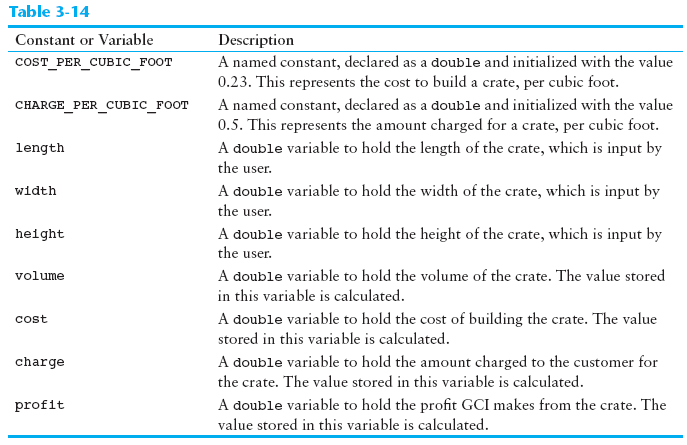 Table 3-14
Constant or Variable Description
COST_PER_CUBIC_FOOT A named constant, declared as a double and initialized with the value
0.23. This represents the cost to build a crate, per cubic foot.
CHARGE_PER_CUBIC_FOOT A named constant, declared as a double and initialized with the value
0.5. This represents the amount charged for a crate, per cubic foot.
length A double variable to hold the length of the crate, which is input by
the user.
width A double variable to hold the width of the crate, which is input by
the user.
height A double variable to hold the height of the crate, which is input by
the user.
volume A double variable to hold the volume of the crate. The value stored
in this variable is calculated.
cost A double variable to hold the cost of building the crate. The value
stored in this variable is calculated.
charge A double variable to hold the amount charged to the customer for
the crate. The value stored in this variable is calculated.
profit A double variable to hold the profit GCI makes from the crate. The
value stored in this variable is calculated.